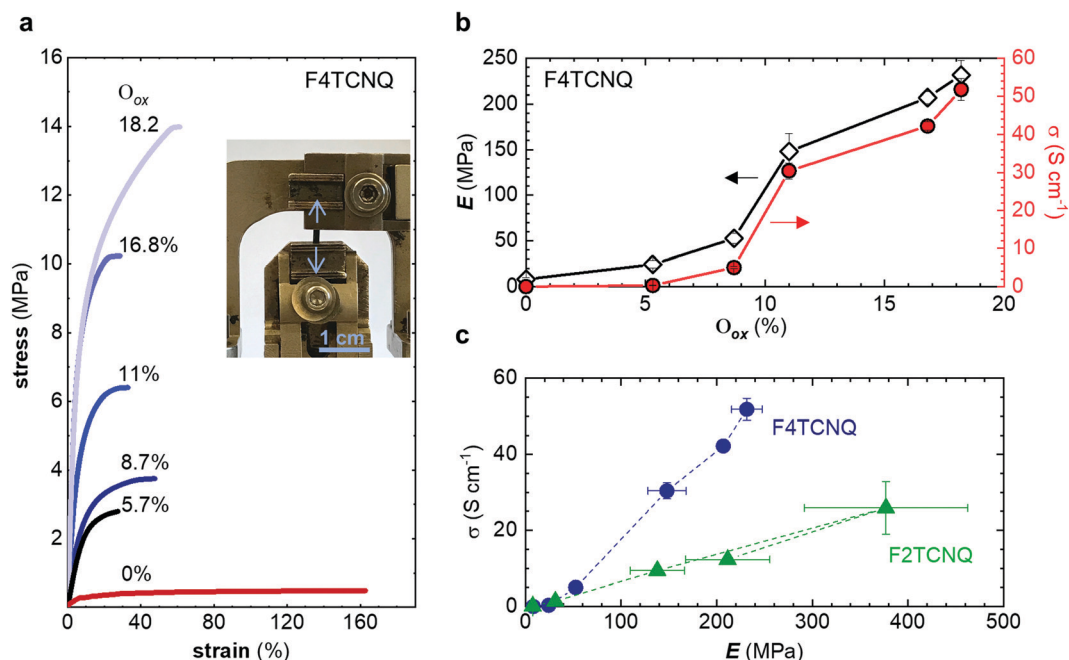 a
16
14
12
10
8
6
4
2
0
40
80
120
160
stress (MPa)
strain (%)
F4TCNQ
Oox
18.2
16.8%
11%
8.7%
5.7%
0%
1 cm
b
F4TCNQ
250
200
150
100
50
0
E (MPa)
60
50
40
30
20
10
0
σ (S cm-1)
0
5
10
15
20
Oox (%)
c
60
40
20
0
σ (S cm-1)
F4TCNQ
F2TCNQ
0
100
200
300
400
500
E (MPa)